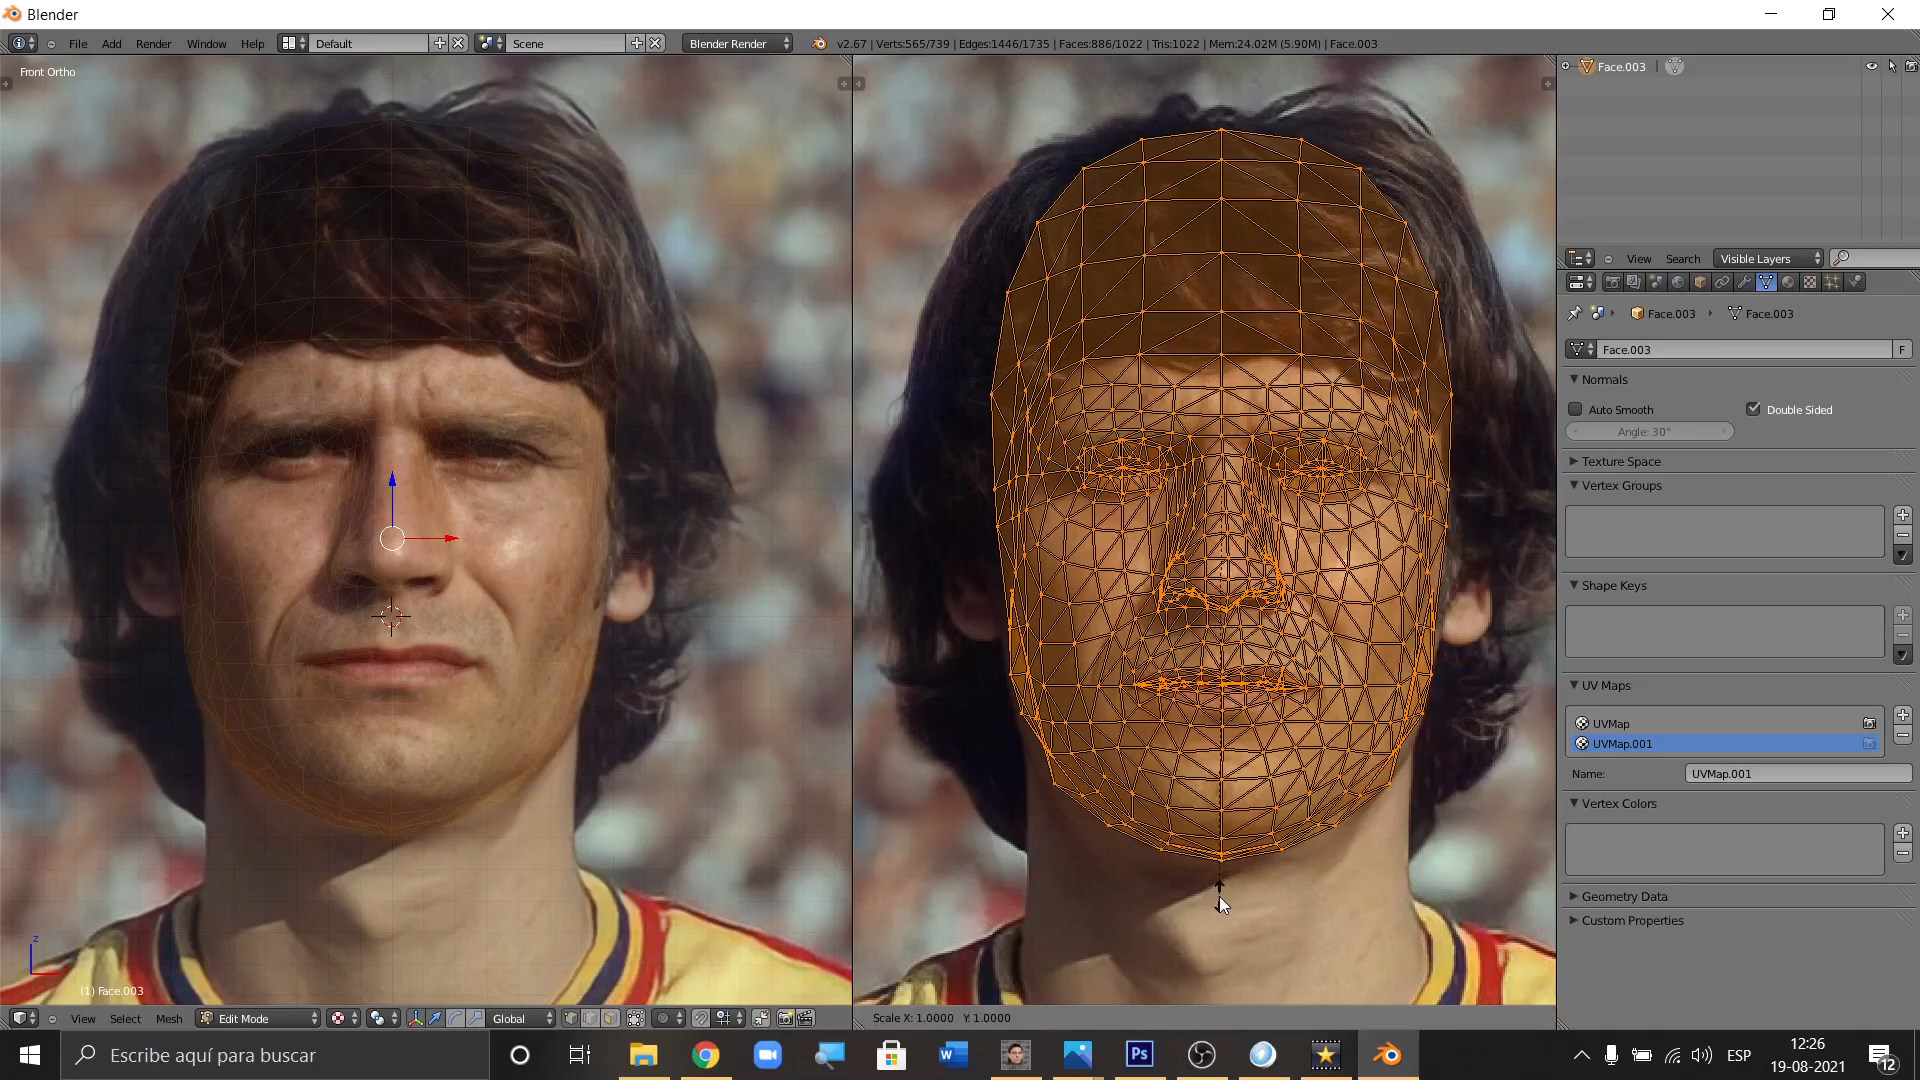 Blender
File Add Render Window Help Default Scene Blender Render v2.67 | Verts:565/739 | Edges:1446/1735 | Faces:886/1022 | Tris:1022 | Mem:24.02M (5.90M) | Face.003
Front Ortho
Face.003
View Search Visible Layers
Face.003 Face.003
Face.003 F
Normals
Auto Smooth Double Sided
Angle: 30°
Texture Space
Vertex Groups
Shape Keys
UV Maps
UVMap
UVMap.001
Name: UVMap.001
Vertex Colors
Geometry Data
Custom Properties
z
(1) Face.003
View Select Mesh Edit Mode Global Scale X: 1.0000 Y: 1.0000
Escribe aquí para buscar
W
Ps
ESP
12:26
19-08-2021
12